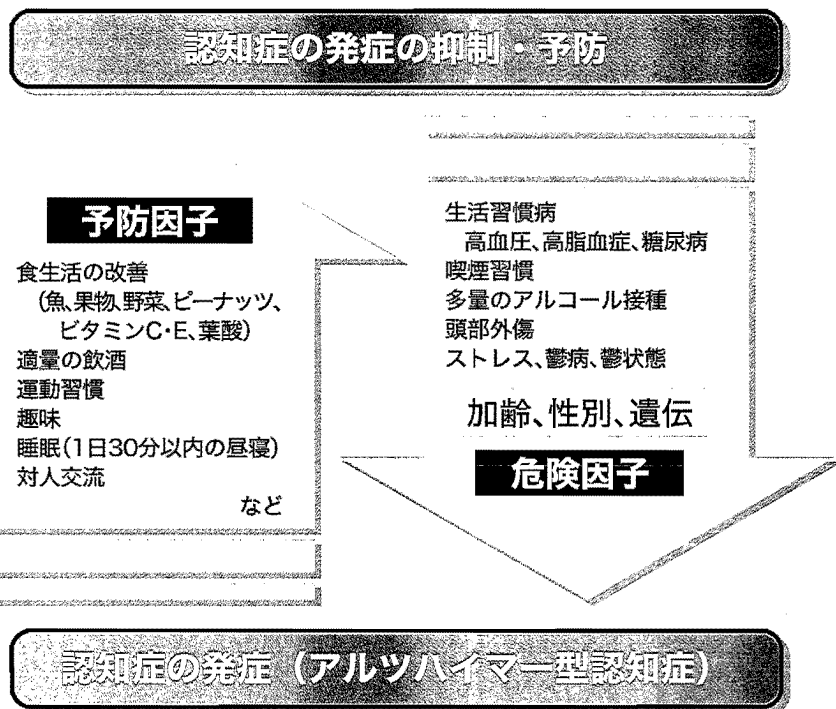 認知症の発症の抑制・予防
予防因子
食生活の改善
(魚、果物、野菜、ピーナッツ、
ビタミンC・E、葉酸)
適量の飲酒
運動習慣
趣味
睡眠(1日30分以内の昼寝)
対人交流
など
生活習慣病
高血圧、高脂血症、糖尿病
喫煙習慣
多量のアルコール接種
頭部外傷
ストレス、鬱病、鬱状態
加齢、性別、遺伝
危険因子
認知症の発症(アルツハイマー型認知症)